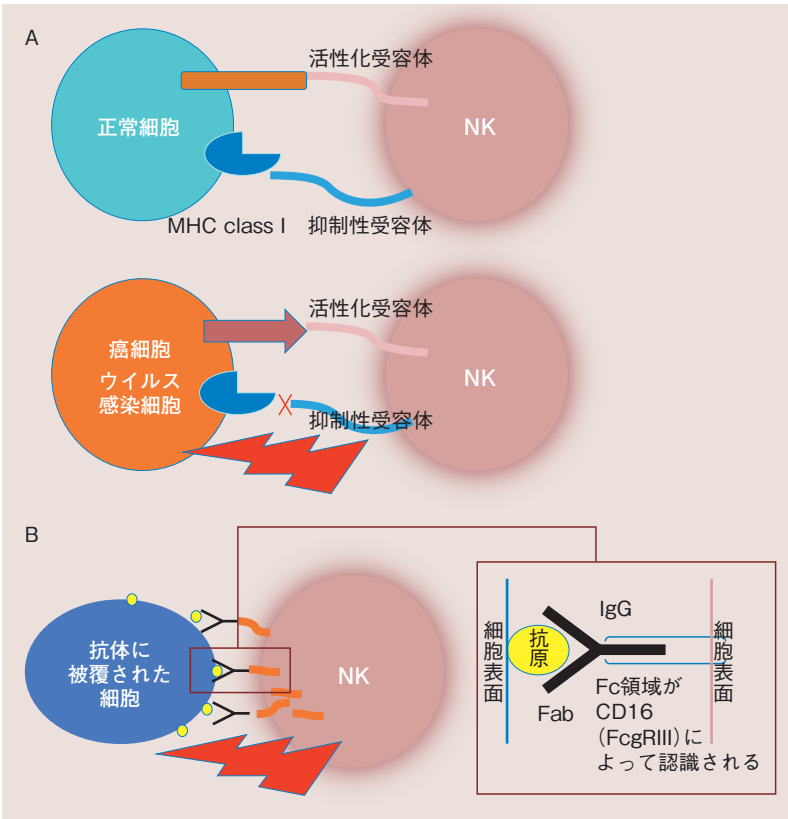 A
活性化受容体
正常細胞
NK
MHC class I　抑制性受容体
活性化受容体
癌細胞
ウイルス
感染細胞
NK
抑制性受容体
B
抗体に
被覆された
細胞
NK
細胞表面
抗原
IgG
細胞表面
Fab
Fc領域が
CD16
（FcgRIII）に
よって認識される